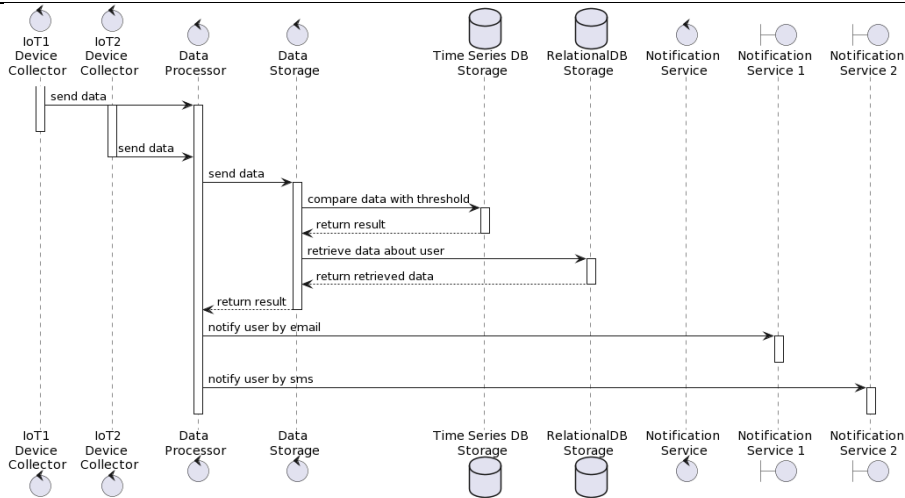 IoT1
Device
Collector
IoT2
Device
Collector
Data
Processor
Data
Storage
Time Series DB
Storage
RelationalDB
Storage
Notification
Service
Notification
Service 1
Notification
Service 2
send data
send data
send data
compare data with threshold
return result
retrieve data about user
return retrieved data
return result
notify user by email
notify user by sms
IoT1
Device
Collector
IoT2
Device
Collector
Data
Processor
Data
Storage
Time Series DB
Storage
RelationalDB
Storage
Notification
Service
Notification
Service 1
Notification
Service 2